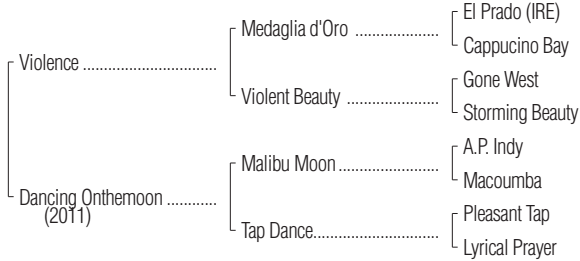 El Prado (IRE)
Medaglia d'Oro ....................
Cappucino Bay
Violence ................................
Gone West
Violent Beauty ......................
Storming Beauty
A.P. Indy
Malibu Moon ........................
Macoumba
Dancing Onthemoon ............
(2011)
Pleasant Tap
Tap Dance..............................
Lyrical Prayer